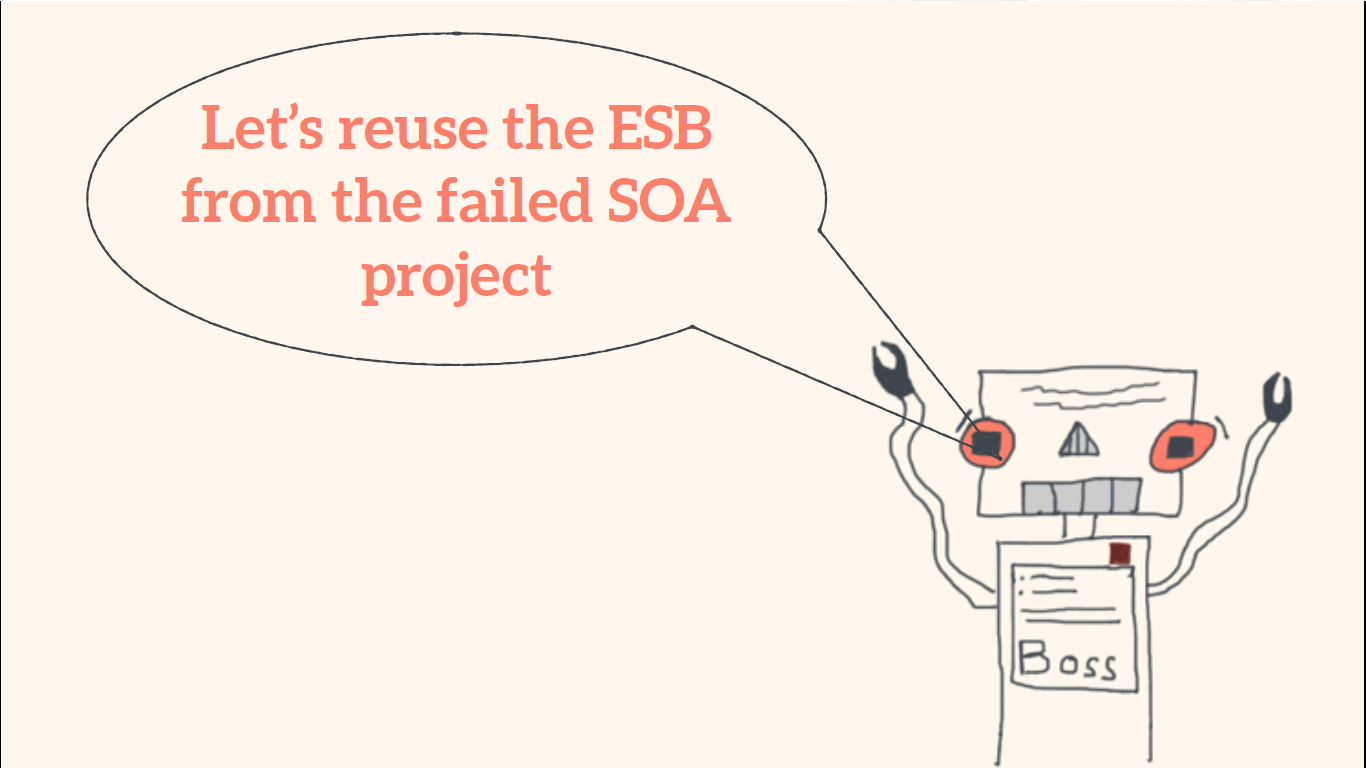 Let’s reuse the ESB
from the failed SOA
project
Boss